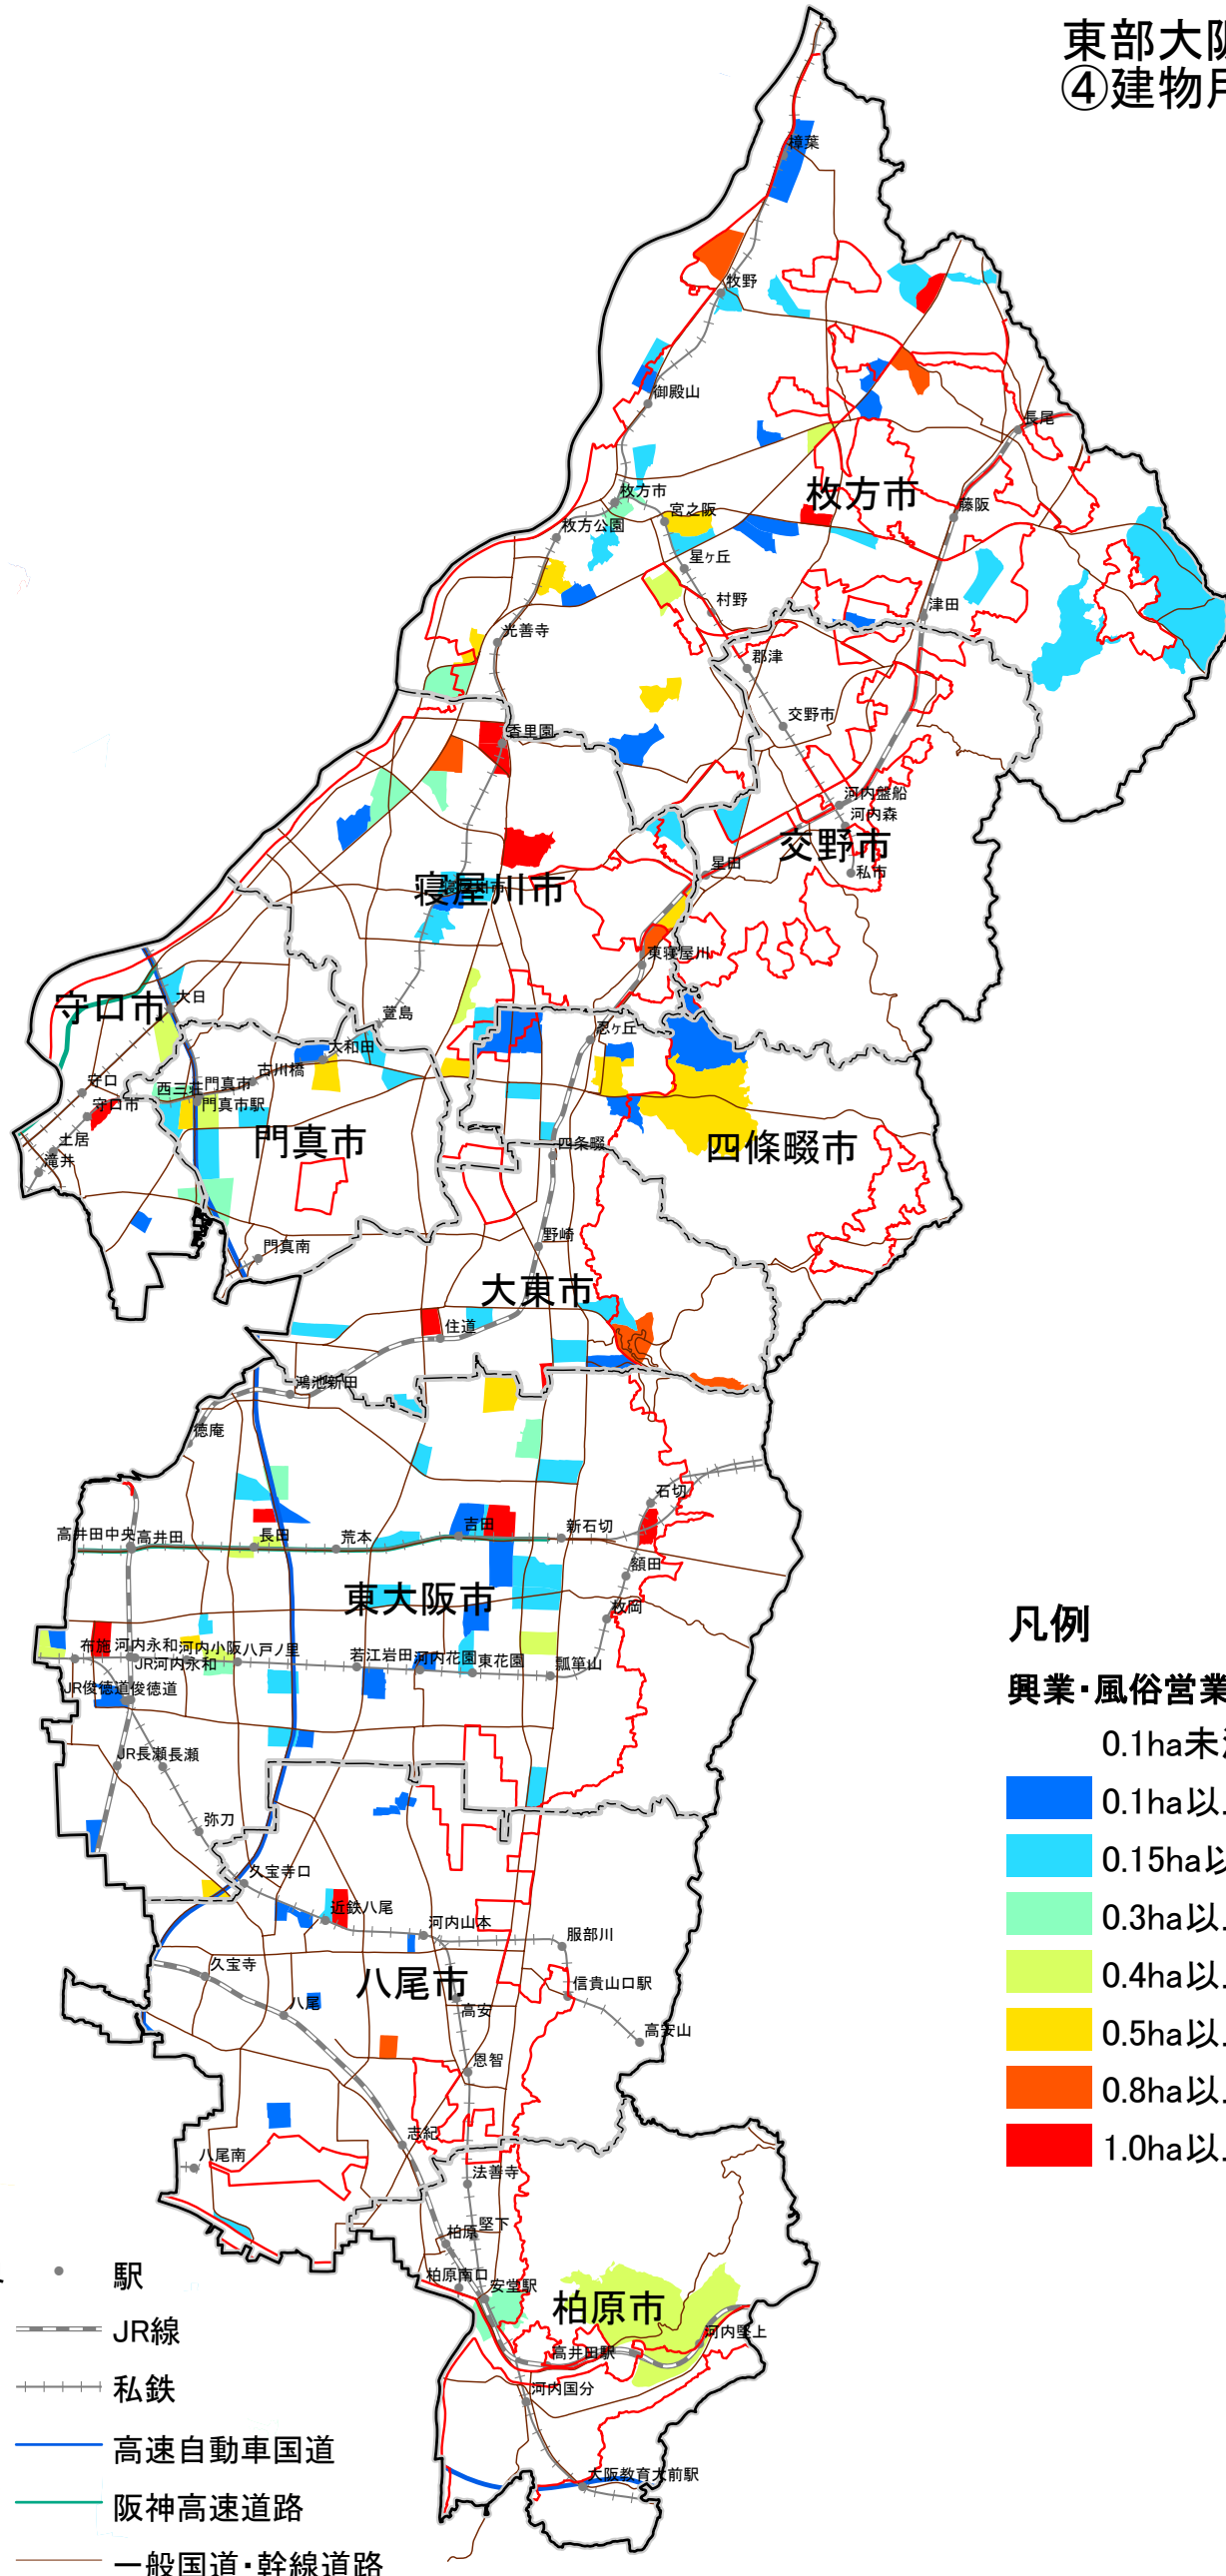 東部大阪
④建物用
樟葉
牧野
御殿山
長尾
枚方市
枚方市
藤阪
宮之阪
枚方公園
星ヶ丘
村野
津田
光善寺
郡津
交野市
香里園
河内盤船
河内森
交野市
星田
私市
寝屋川市
東寝屋川
大日
守口市
萱島
忍ヶ丘
大和田
古川橋
守口
西三荘
門真市
守口市
門真市駅
土居
門真市
四条畷
四條畷市
滝井
野崎
門真南
大東市
住道
鴻池新田
徳庵
石切
高井田中央
高井田
長田
荒本
吉田
新石切
額田
東大阪市
枚岡
布施
河内永和
河内小阪
八戸ノ里
JR河内永和
若江岩田
河内花園
東花園
瓢箪山
JR俊徳道
俊徳道
JR長瀬
長瀬
弥刀
久宝寺口
近鉄八尾
河内山本
服部川
久宝寺
八尾市
信貴山口駅
八尾
高安
高安山
恩智
志紀
八尾南
法善寺
堅下
柏原
柏原南口
安堂駅
柏原市
河内堅上
高井田駅
河内国分
大阪教育大前駅
凡例
興業・風俗営業
0.1ha未
0.1ha以
0.15ha以
0.3ha以
0.4ha以
0.5ha以
0.8ha以
1.0ha以
駅
JR線
私鉄
高速自動車国道
阪神高速道路
一般国道・幹線道路